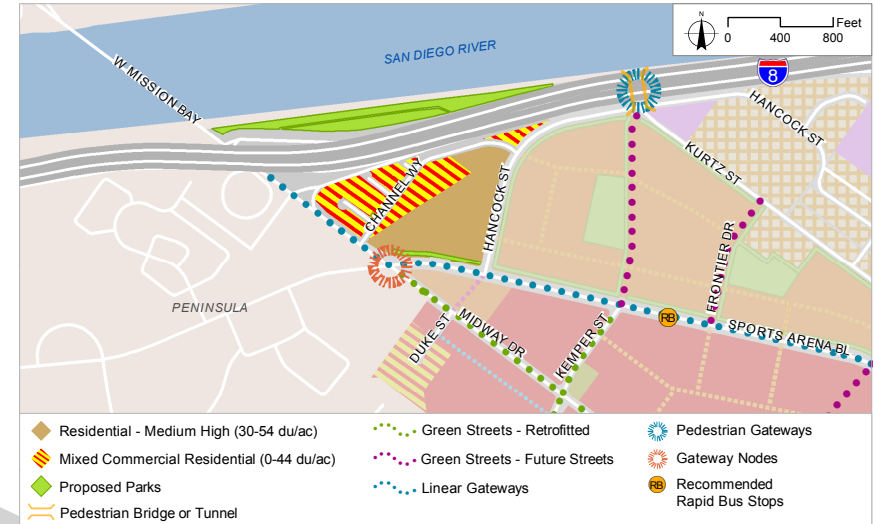 N
Feet
0 400 800
SAN DIEGO RIVER
W MISSION BAY
8
HANCOCK ST
KURTZ ST
CHANNEL WY
HANCOCK ST
FRONTIER DR
PENINSULA
RB
SPORTS ARENA BL
DUKE ST
MIDWAY DR
KEMPER ST
Residential - Medium High (30-54 du/ac)
Mixed Commercial Residential (0-44 du/ac)
Proposed Parks
Pedestrian Bridge or Tunnel
Green Streets - Retrofitted
Green Streets - Future Streets
Linear Gateways
Pedestrian Gateways
Gateway Nodes
RB
Recommended
Rapid Bus Stops